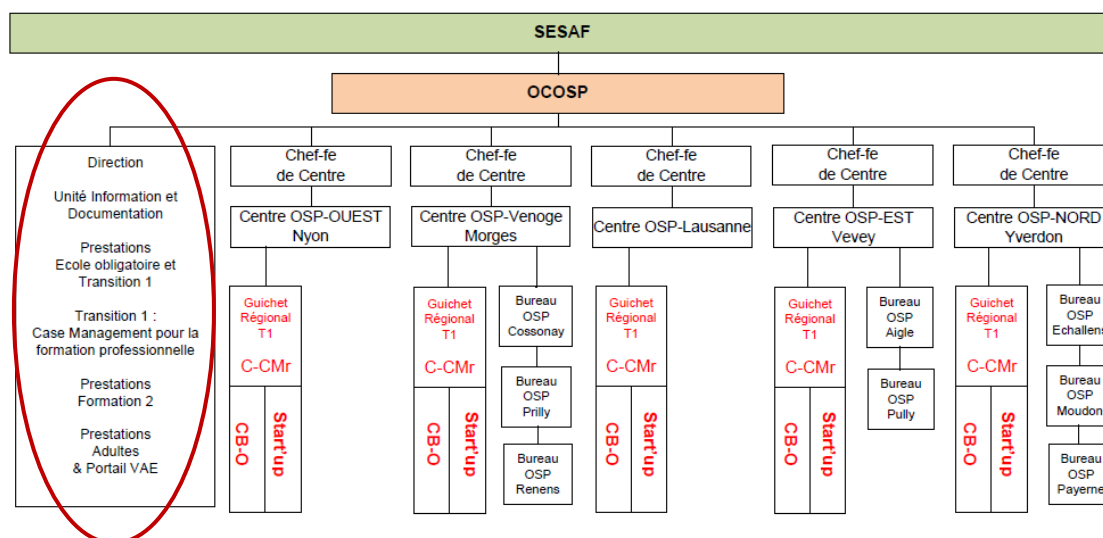 SESAF
OCOSP
Direction
Unité Information et
Documentation
Prestations
Ecole obligatoire et
Transition 1
Transition 1 :
Case Management pour la
formation professionnelle
Prestations
Formation 2
Prestations
Adultes
& Portail VAE
Chef-fe
de Centre
Centre OSP-OUEST
Nyon
Guichet
Régional
T1
C-CMr
CB-O
Start'up
Chef-fe
de Centre
Centre OSP-Venoge
Morges
Guichet
Régional
T1
C-CMr
CB-O
Start'up
Bureau
OSP
Cossonay
Bureau
OSP
Prilly
Bureau
OSP
Renens
Chef-fe
de Centre
Centre OSP-Lausanne
Guichet
Régional
T1
C-CMr
CB-O
Start'up
Chef-fe
de Centre
Centre OSP-EST
Vevey
Guichet
Régional
T1
C-CMr
CB-O
Start'up
Bureau
OSP
Aigle
Bureau
OSP
Pully
Chef-fe
de Centre
Centre OSP-NORD
Yverdon
Guichet
Régional
T1
C-CMr
CB-O
Start'up
Bureau
OSP
Echallens
Bureau
OSP
Moudon
Bureau
OSP
Payerne